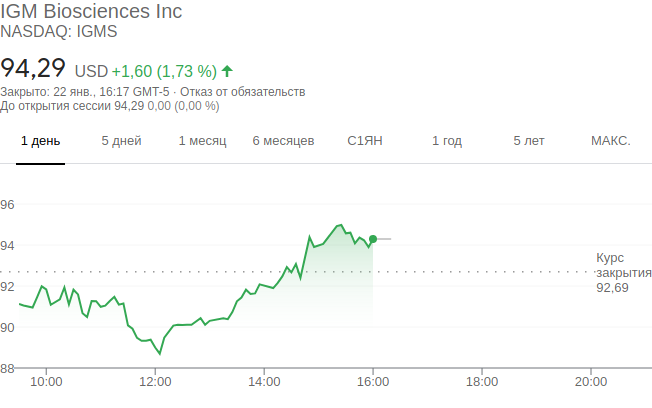 IGM Biosciences Inc
NASDAQ: IGMS
94,29 USD +1,60 (1,73 %)
Закрыто: 22 янв., 16:17 GMT-5 · Отказ от обязательств
До открытия сессии 94,29 0,00 (0,00 %)
1 день 5 дней 1 месяц 6 месяцев С1ЯН 1 год 5 лет МАКС.
96
94
Курс
закрытия
92
92,69
90
88
10:00 12:00 14:00 16:00 18:00 20:00